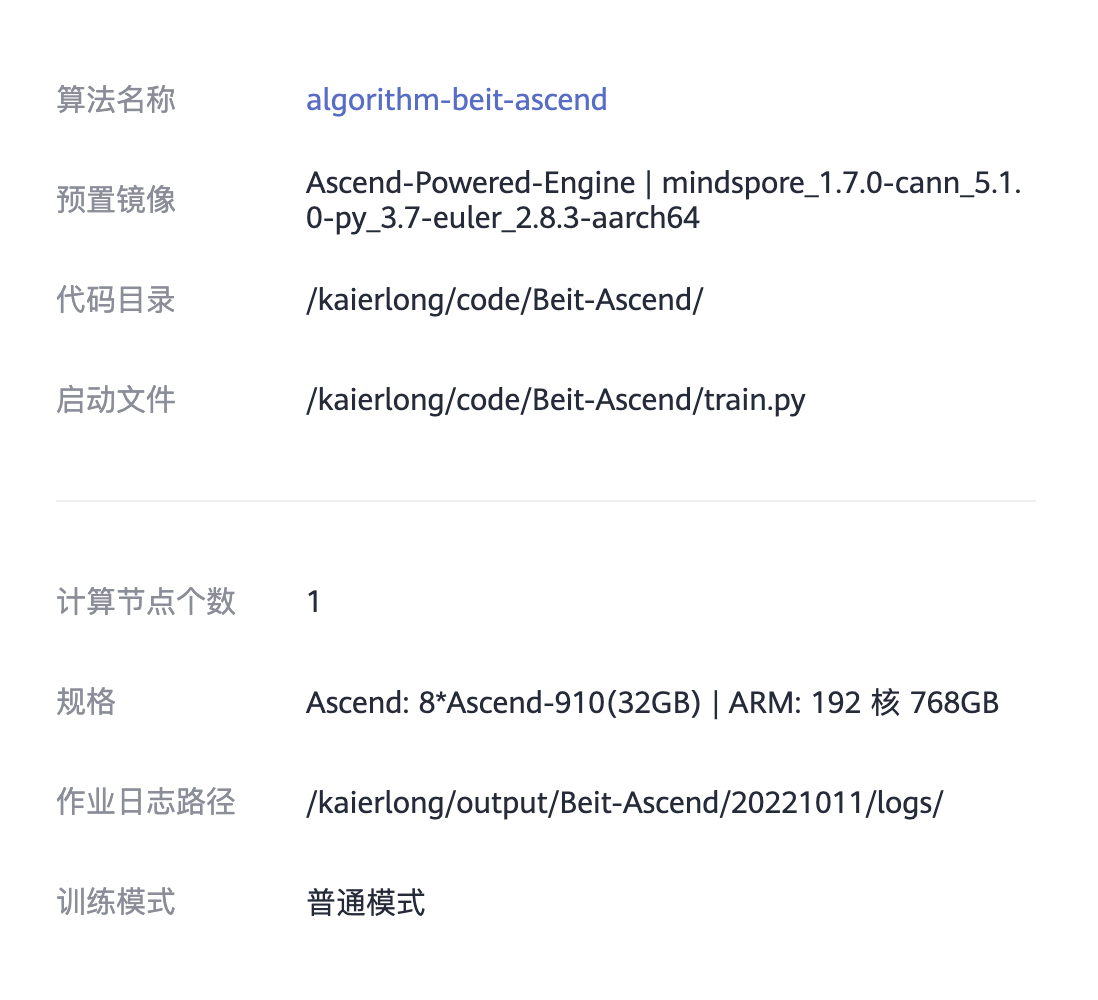 算法名称 algorithm-beit-ascend
预置镜像 Ascend-Powered-Engine | mindspore_1.7.0-cann_5.1.
0-py_3.7-euler_2.8.3-aarch64
代码目录 /kaierlong/code/Beit-Ascend/
启动文件 /kaierlong/code/Beit-Ascend/train.py
计算节点个数 1
规格 Ascend: 8*Ascend-910(32GB) | ARM: 192 核 768GB
作业日志路径 /kaierlong/output/Beit-Ascend/20221011/logs/
训练模式 普通模式